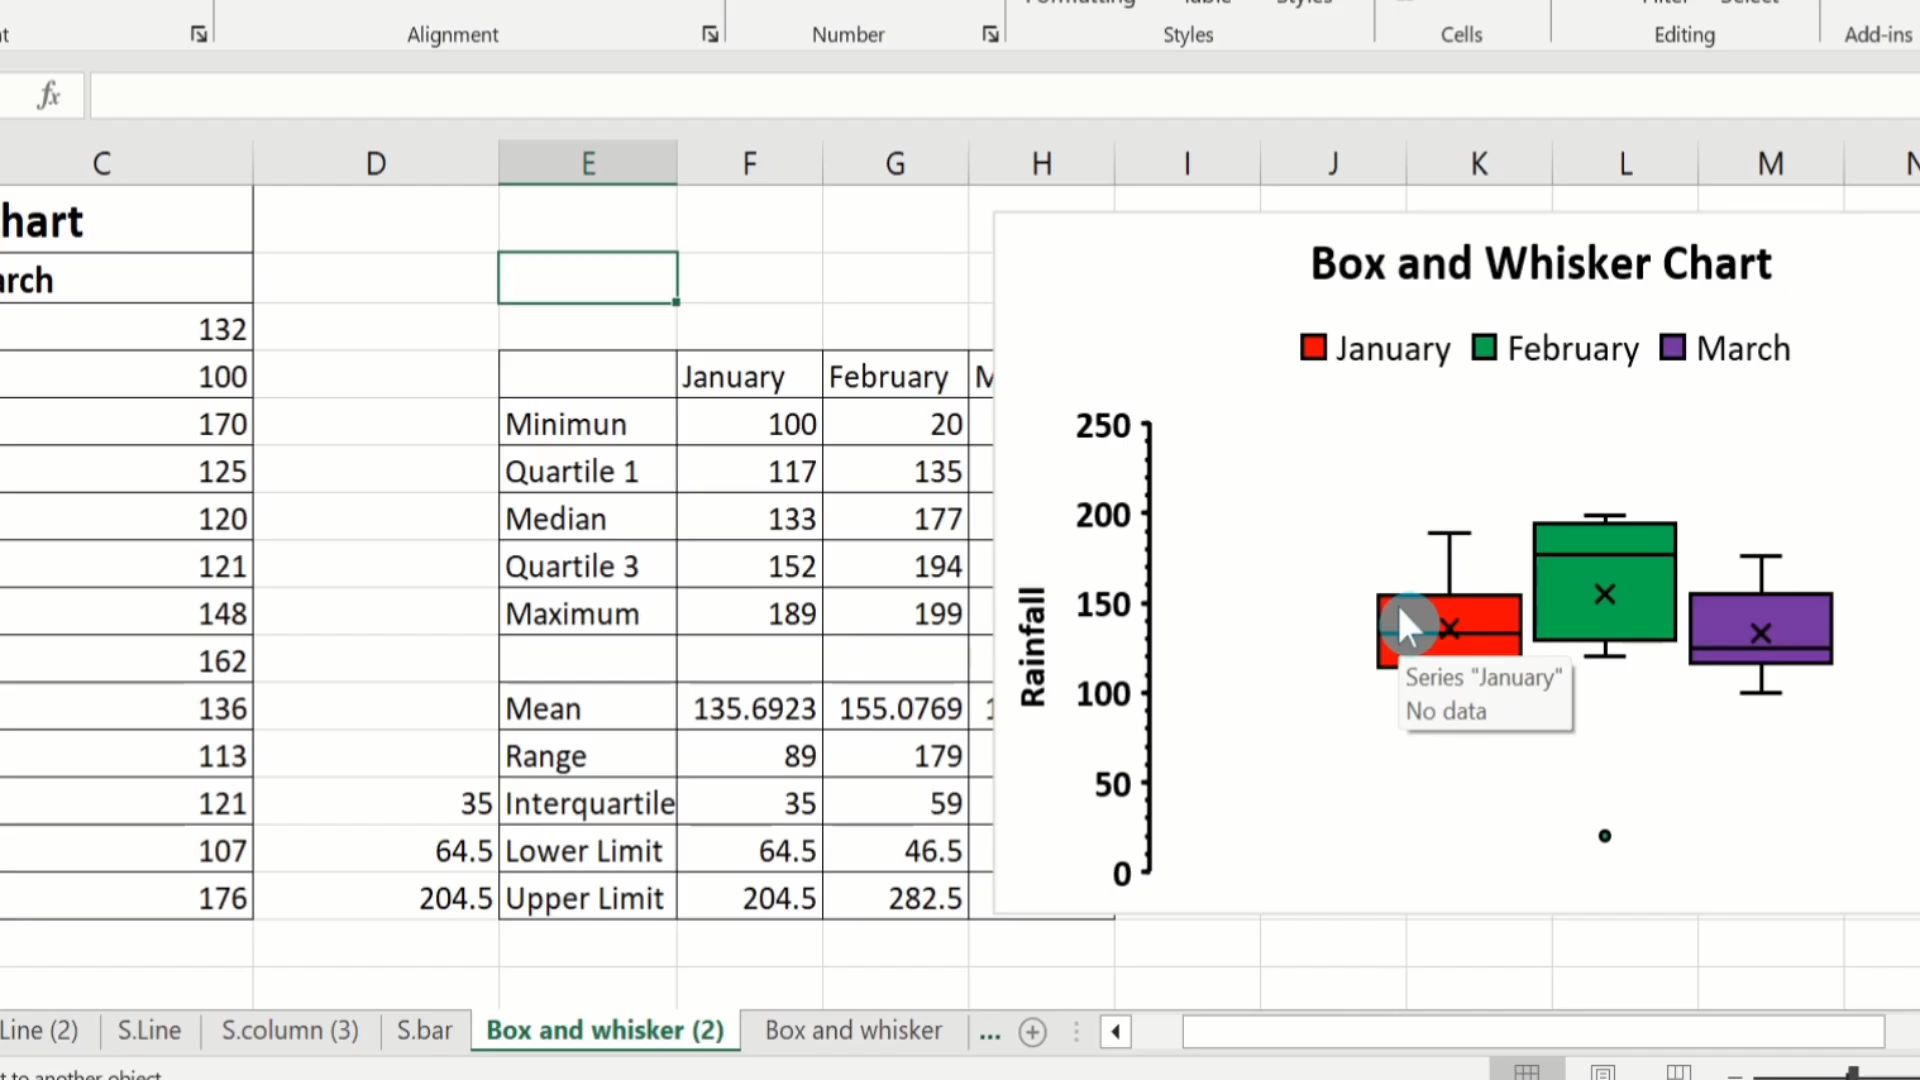 Alignment Number Styles Cells Editing Add-ins
fx
C D E F G H I J K L M
hart
arch
132
100
170
125
120
121
148
162
136
113
121
107
176
35
64.5
204.5
January February M
Minimun 100 20
Quartile 1 117 135
Median 133 177
Quartile 3 152 194
Maximum 189 199
Mean 135.6923 155.0769 1
Range 89 179
Interquartile 35 59
Lower Limit 64.5 46.5
Upper Limit 204.5 282.5
Box and Whisker Chart
January February March
Rainfall
250
200
150
100
50
0
Series "January"
No data
Line (2) S.Line S.column (3) S.bar Box and whisker (2) Box and whisker ...
t to another object